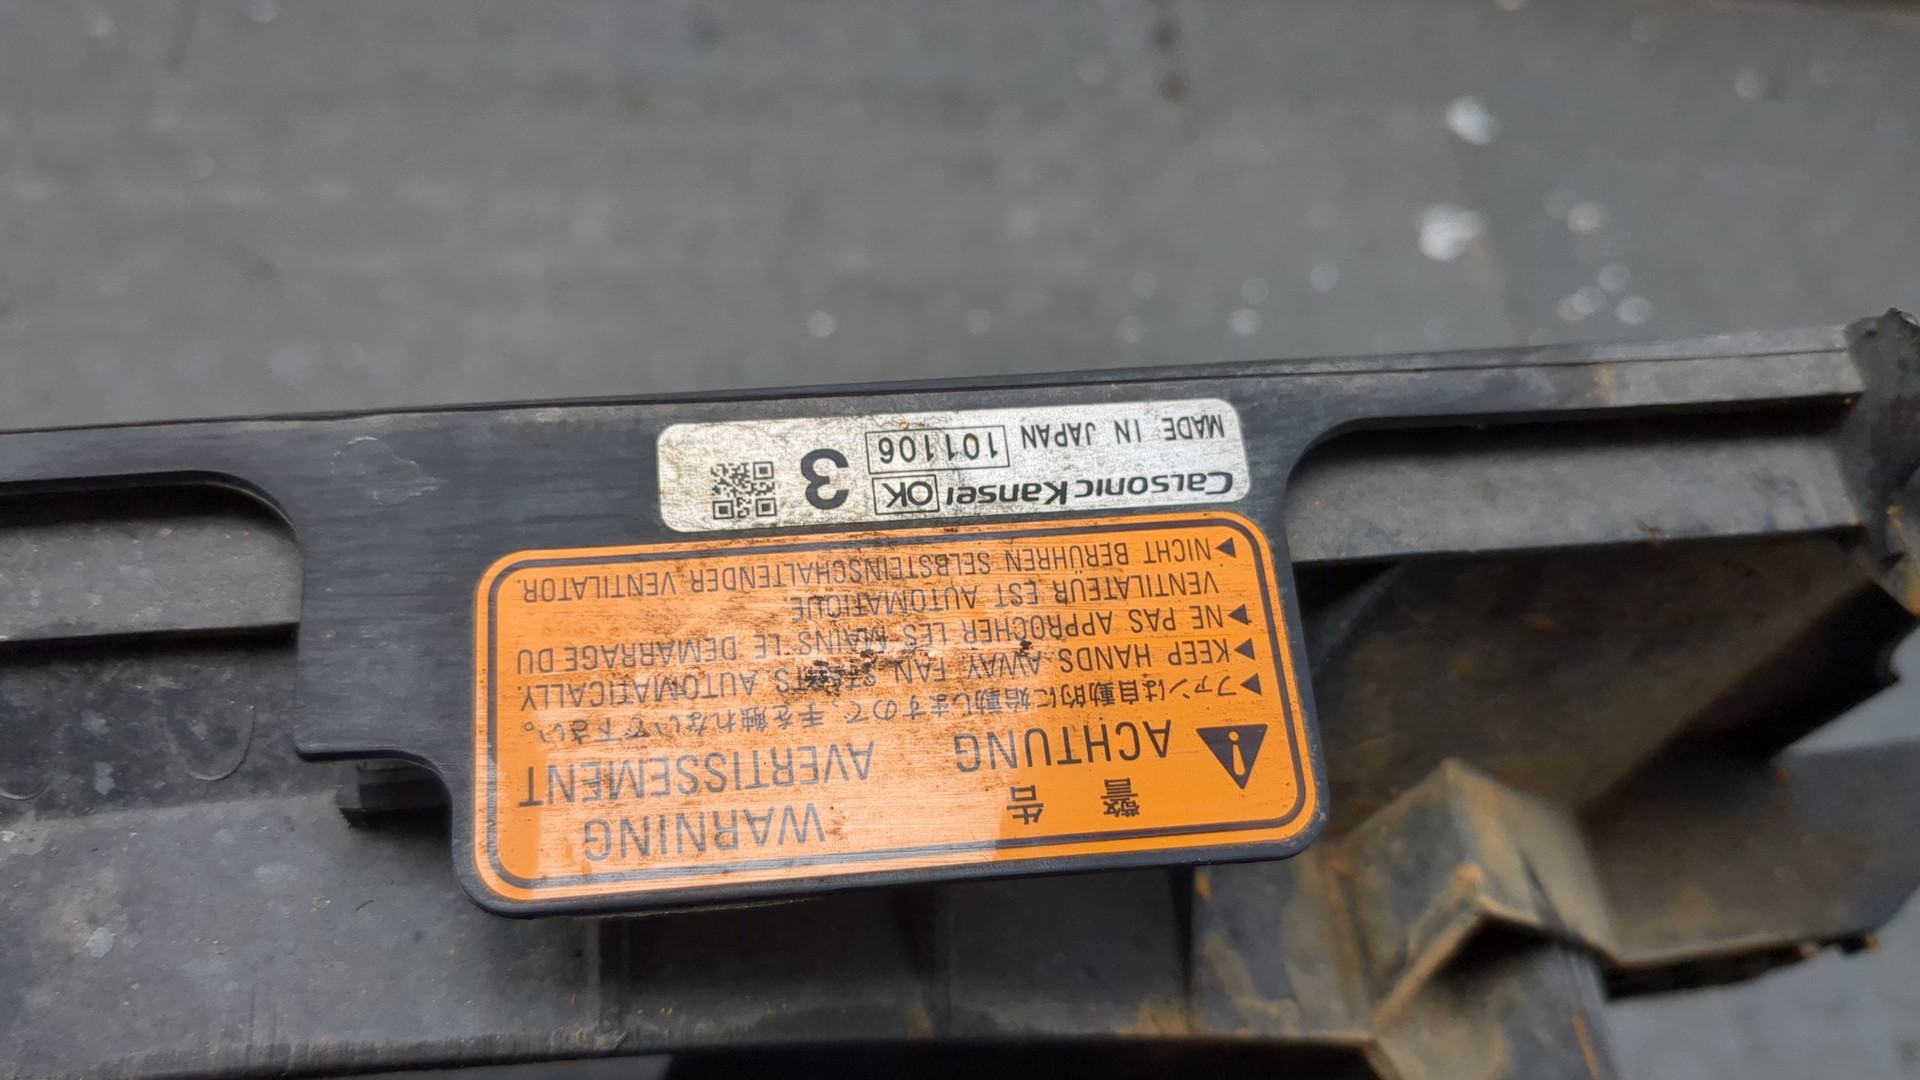 警告 WARNING
ACHTUNG AVERTISSEMENT
▶ファンは自動的に始動しますので、手を触れないで下さい。
▶KEEP HANDS AWAY FAN STARTS AUTOMATICALLY.
▶NE PAS APPROCHER LES MAINS LE DEMARRAGE DU
VENTILATEUR EST AUTOMATIQUE
▶NICHT BERÜHREN SELBSTEINSCHALTENDER VENTILATOR.
CALSONIC KANSEI OK 3
MADE IN JAPAN 101106